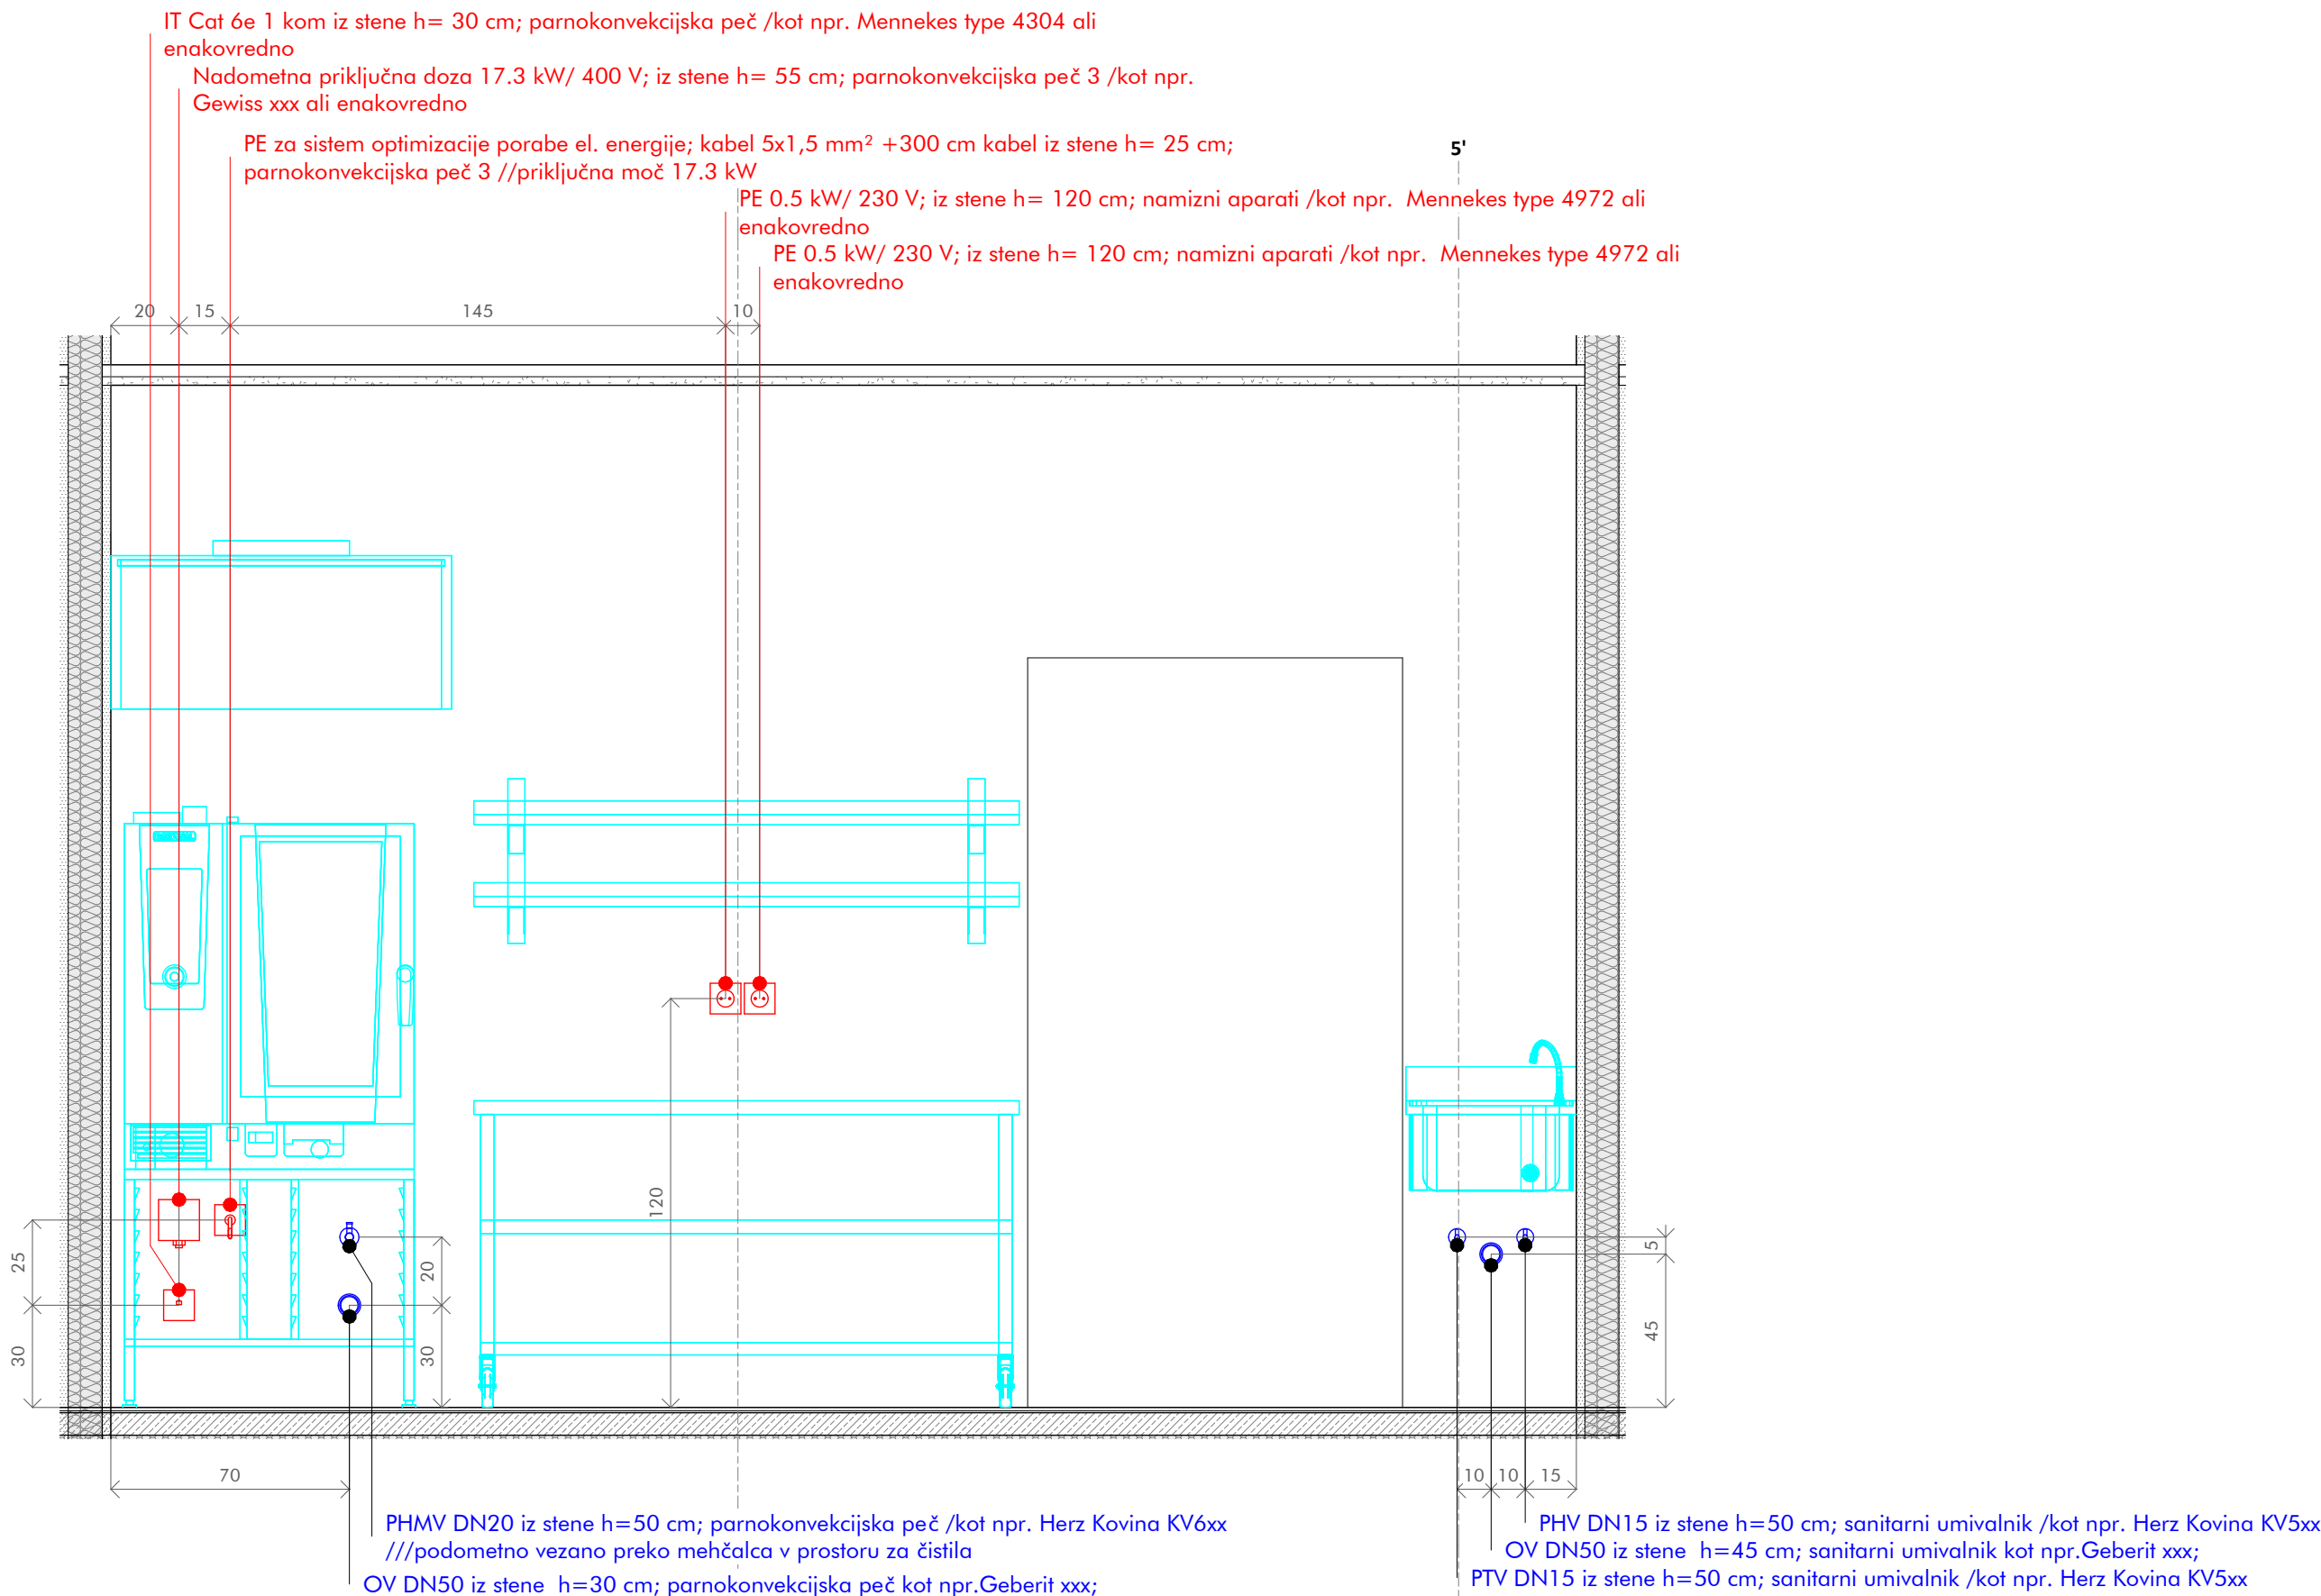 IT Cat 6e 1 kom iz stene h= 30 cm; parnokonvekcijska peč /kot npr. Mennekes type 4304 ali
enakovredno
Nadometna priključna doza 17.3 kW/ 400 V; iz stene h= 55 cm; parnokonvekcijska peč 3 /kot npr.
Gewiss xxx ali enakovredno
PE za sistem optimizacije porabe el. energije; kabel 5x1,5 mm² +300 cm kabel iz stene h= 25 cm;
parnokonvekcijska peč 3 //priključna moč 17.3 kW
5'
PE 0.5 kW/ 230 V; iz stene h= 120 cm; namizni aparati /kot npr.  Mennekes type 4972 ali
enakovredno
PE 0.5 kW/ 230 V; iz stene h= 120 cm; namizni aparati /kot npr.  Mennekes type 4972 ali
enakovredno
20 15 145 10
120
25
30
20
30
5
45
70
10 10 15
PHMV DN20 iz stene h=50 cm; parnokonvekcijska peč /kot npr. Herz Kovina KV6xx
///podometno vezano preko mehčalca v prostoru za čistila
OV DN50 iz stene  h=30 cm; parnokonvekcijska peč kot npr.Geberit xxx;
PHV DN15 iz stene h=50 cm; sanitarni umivalnik /kot npr. Herz Kovina KV5xx
OV DN50 iz stene  h=45 cm; sanitarni umivalnik kot npr.Geberit xxx;
PTV DN15 iz stene h=50 cm; sanitarni umivalnik /kot npr. Herz Kovina KV5xx